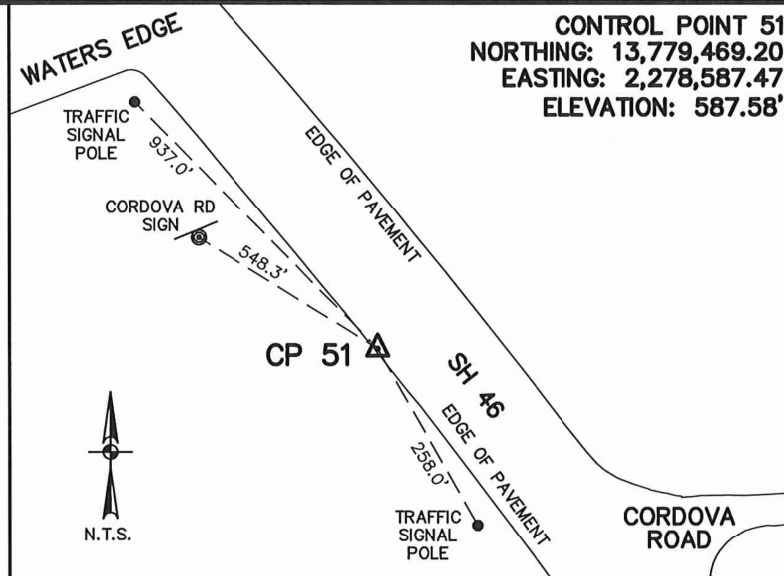 CONTROL POINT 51
NORTHING: 13,779,469.20
EASTING: 2,278,587.47
ELEVATION: 587.58'
WATERS EDGE
TRAFFIC
SIGNAL
POLE
937.0'
EDGE OF PAVEMENT
CORDOVA RD
SIGN
548.3'
CP 51
SH 46
EDGE OF PAVEMENT
258.0'
N.T.S.
TRAFFIC
SIGNAL
POLE
CORDOVA
ROAD